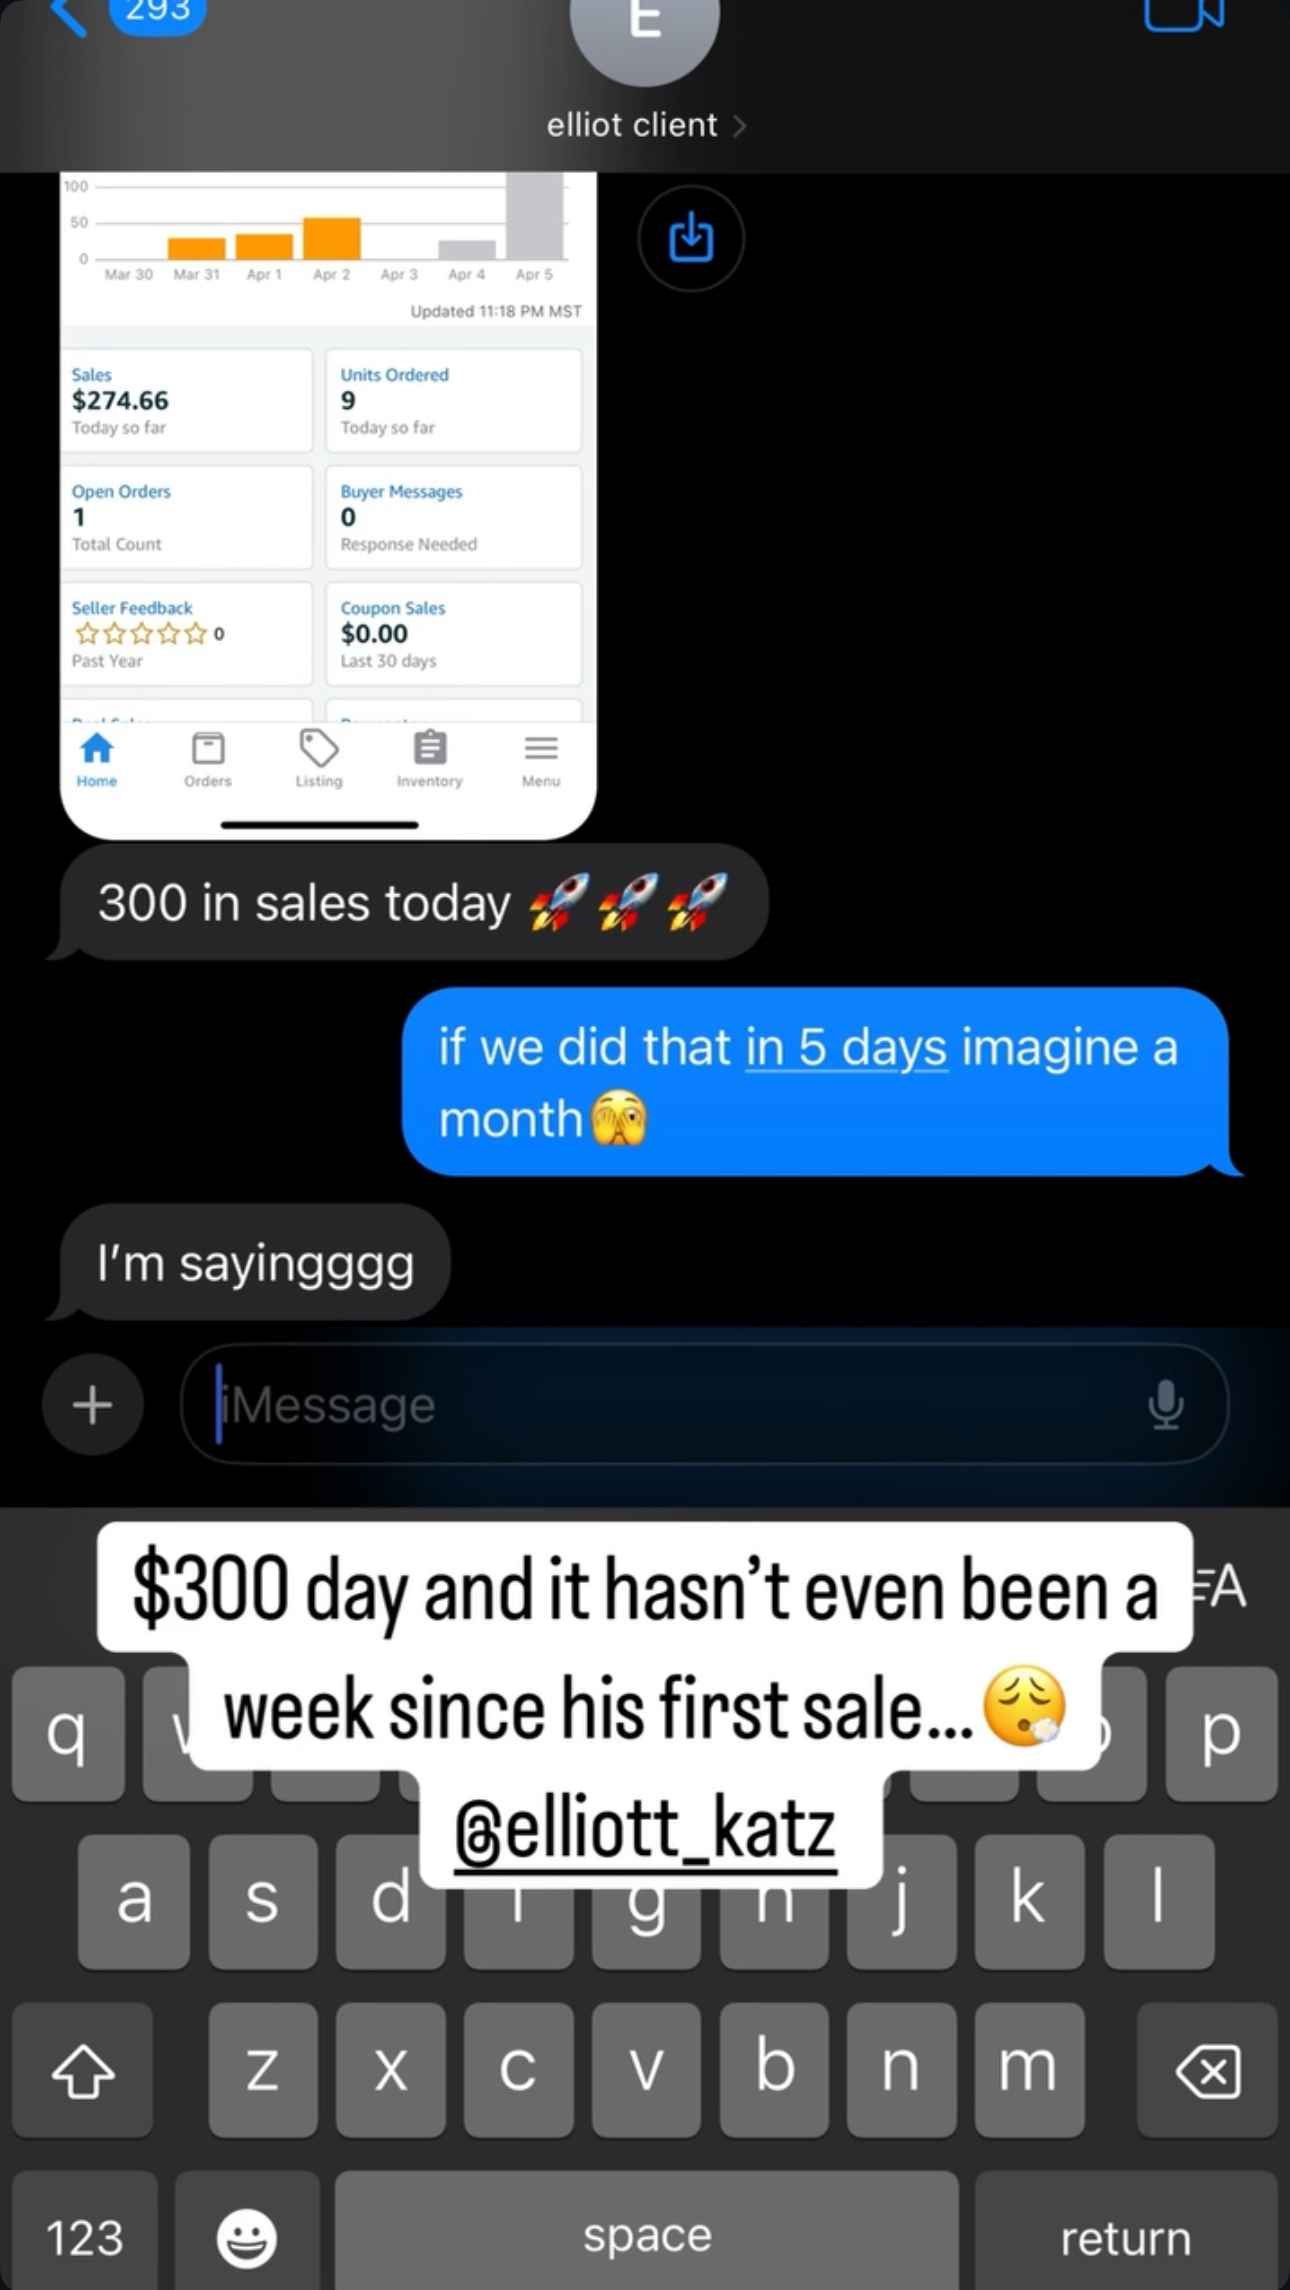 293
E
elliot client
100
50
0
Mar 30 Mar 31 Apr 1 Apr 2 Apr 3 Apr 4 Apr 5
Updated 11:18 PM MST
Sales Units Ordered
$274.66 9
Today so far Today so far
Open Orders Buyer Messages
1 0
Total Count Response Needed
Seller Feedback Coupon Sales
0 $0.00
Past Year Last 30 days
Home Orders Listing Inventory Menu
300 in sales today 🚀🚀🚀
if we did that in 5 days imagine a
month🫣
I'm sayingggg
iMessage
$300 day and it hasn't even been a
week since his first sale...😮‍💨
@elliott_katz
q p
a s d g j k l
z x c v b n m
123 space return